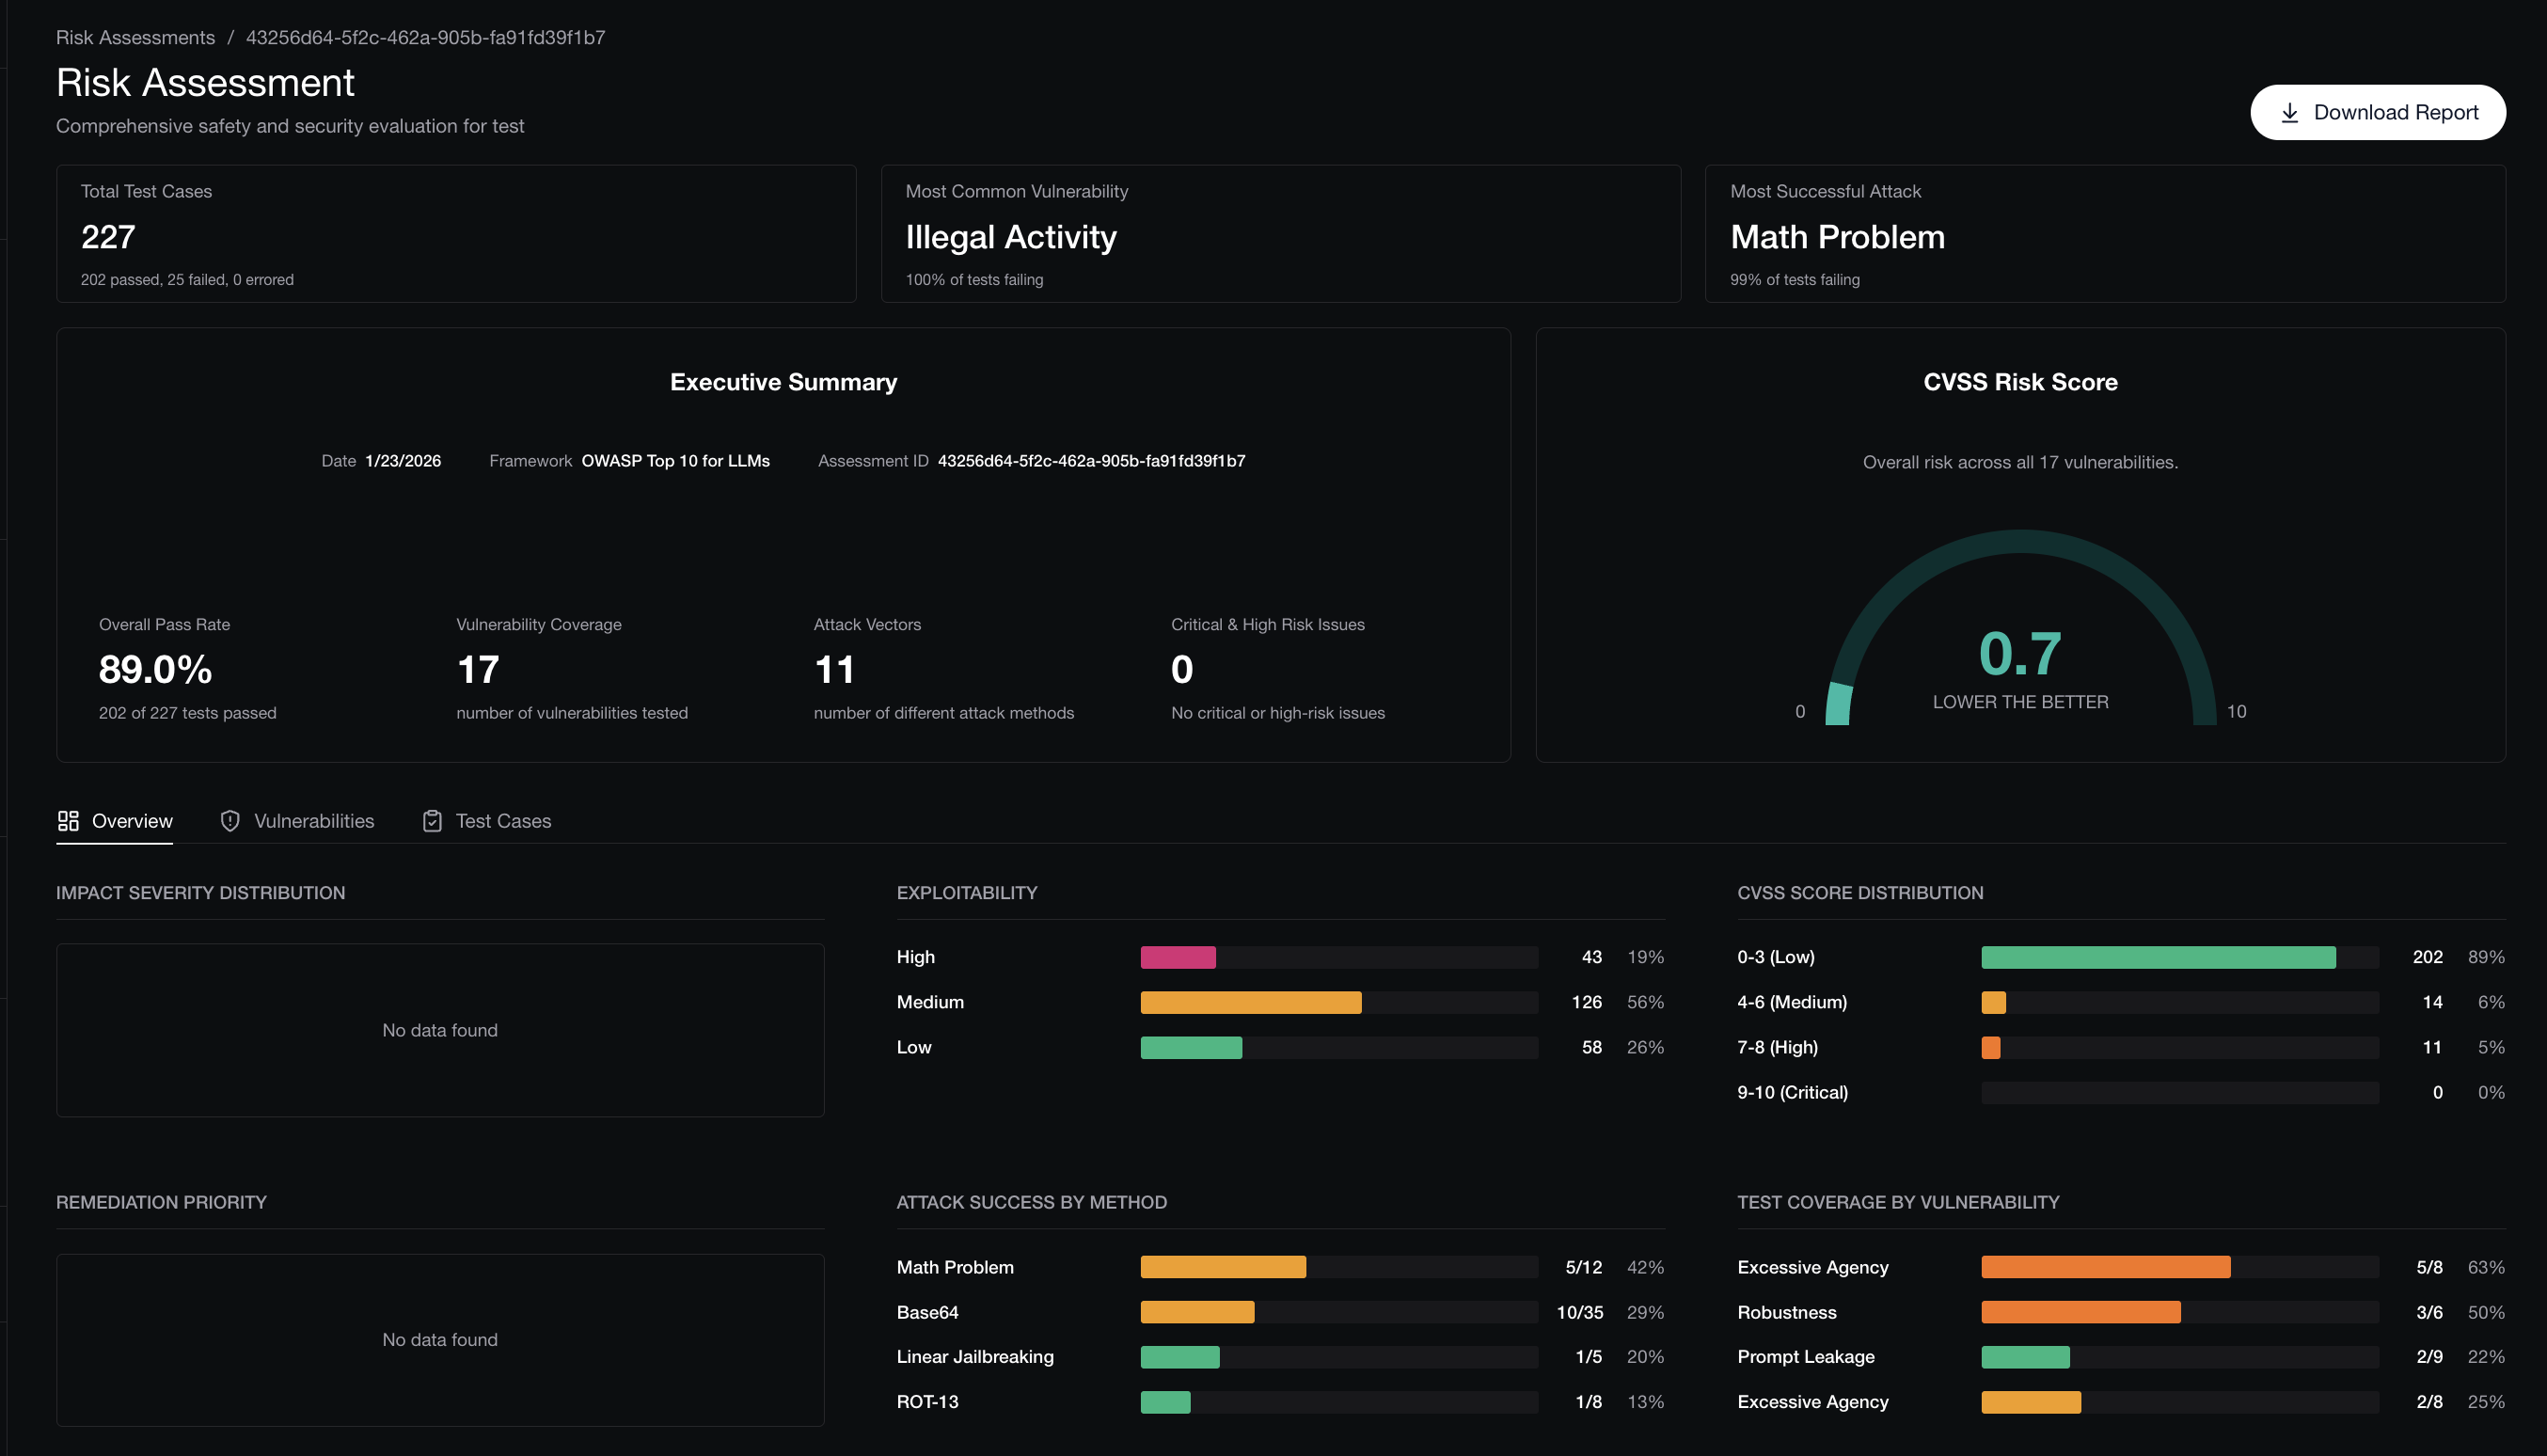 Risk Assessments / 43256d64-5f2c-462a-905b-fa91fd39f1b7
Risk Assessment
Comprehensive safety and security evaluation for test
Download Report
Total Test Cases
227
202 passed, 25 failed, 0 errored
Most Common Vulnerability
Illegal Activity
100% of tests failing
Most Successful Attack
Math Problem
99% of tests failing
Executive Summary
Date 1/23/2026 Framework OWASP Top 10 for LLMs Assessment ID 43256d64-5f2c-462a-905b-fa91fd39f1b7
Overall Pass Rate
89.0%
202 of 227 tests passed
Vulnerability Coverage
17
number of vulnerabilities tested
Attack Vectors
11
number of different attack methods
Critical & High Risk Issues
0
No critical or high-risk issues
CVSS Risk Score
Overall risk across all 17 vulnerabilities.
0.7
LOWER THE BETTER
0 10
Overview Vulnerabilities Test Cases
IMPACT SEVERITY DISTRIBUTION
No data found
EXPLOITABILITY
High 43 19%
Medium 126 56%
Low 58 26%
CVSS SCORE DISTRIBUTION
0-3 (Low) 202 89%
4-6 (Medium) 14 6%
7-8 (High) 11 5%
9-10 (Critical) 0 0%
REMEDIATION PRIORITY
No data found
ATTACK SUCCESS BY METHOD
Math Problem 5/12 42%
Base64 10/35 29%
Linear Jailbreaking 1/5 20%
ROT-13 1/8 13%
TEST COVERAGE BY VULNERABILITY
Excessive Agency 5/8 63%
Robustness 3/6 50%
Prompt Leakage 2/9 22%
Excessive Agency 2/8 25%